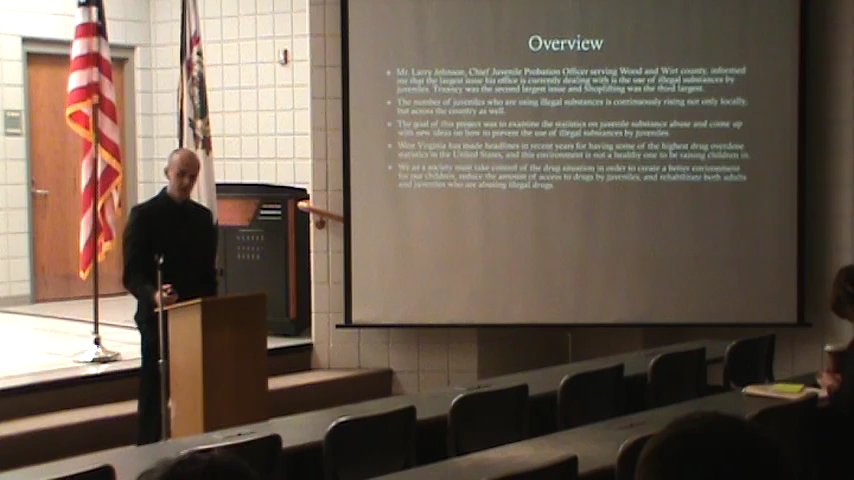 Overview
Mr. Larry Johnson, Chief Juvenile Probation Officer serving Wood and Wirt county, informed
me that the largest issue his office is currently dealing with is the use of illegal substances by
juveniles. Truancy was the second largest issue and Shoplifting was the third largest.
The number of juveniles who are using illegal substances is continuously rising not only locally,
but across the country as well.
The goal of this project was to examine the statistics on juvenile substance abuse and come up
with new ideas on how to prevent the use of illegal substances by juveniles.
West Virginia has made headlines in recent years for having some of the highest drug overdose
statistics in the United States, and this environment is not a healthy one to be raising children in.
We as a society must take control of the drug situation in order to create a better environment
for our children, reduce the amount of access to drugs by juveniles, and rehabilitate both adults
and juveniles who are abusing illegal drugs.